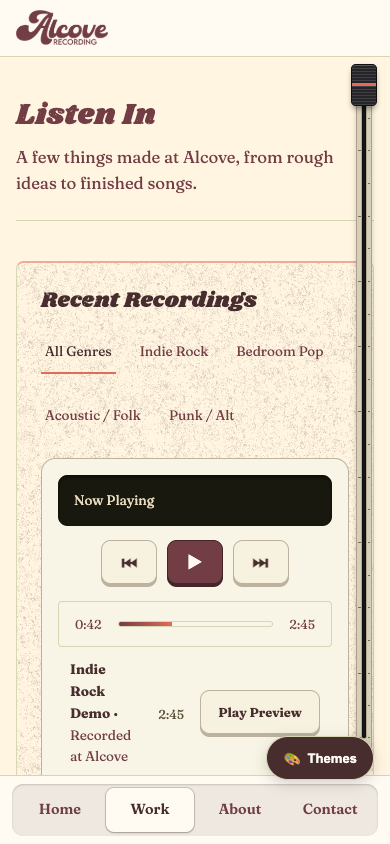 Alcove
RECORDING
Listen In
A few things made at Alcove, from rough
ideas to finished songs.
Recent Recordings
All Genres Indie Rock Bedroom Pop
Acoustic / Folk Punk / Alt
Now Playing
0:42 2:45
Indie
Rock
Demo •
Recorded
at Alcove
2:45
Play Preview
🎨 Themes
Home Work About Contact